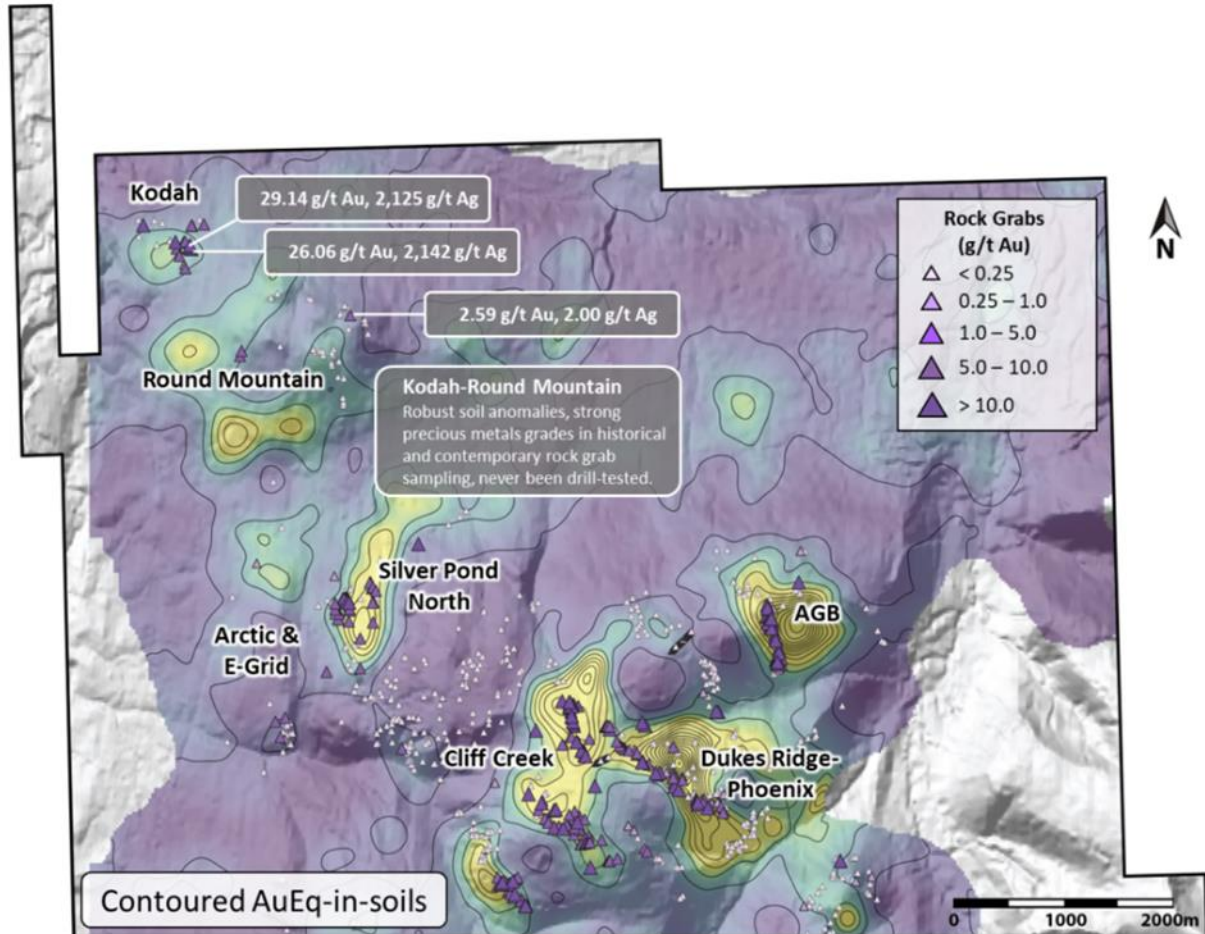 Kodah
29.14 g/t Au, 2,125 g/t Ag
26.06 g/t Au, 2,142 g/t Ag
2.59 g/t Au, 2.00 g/t Ag
Round Mountain
Kodah-Round Mountain
Robust soil anomalies, strong
precious metals grades in historical
and contemporary rock grab
sampling, never been drill-tested.
Rock Grabs
(g/t Au)
< 0.25
0.25 – 1.0
1.0 – 5.0
5.0 – 10.0
> 10.0
N
Silver Pond
North
Arctic &
E-Grid
AGB
Cliff Creek
Dukes Ridge-
Phoenix
Contoured AuEq-in-soils
0 1000 2000m